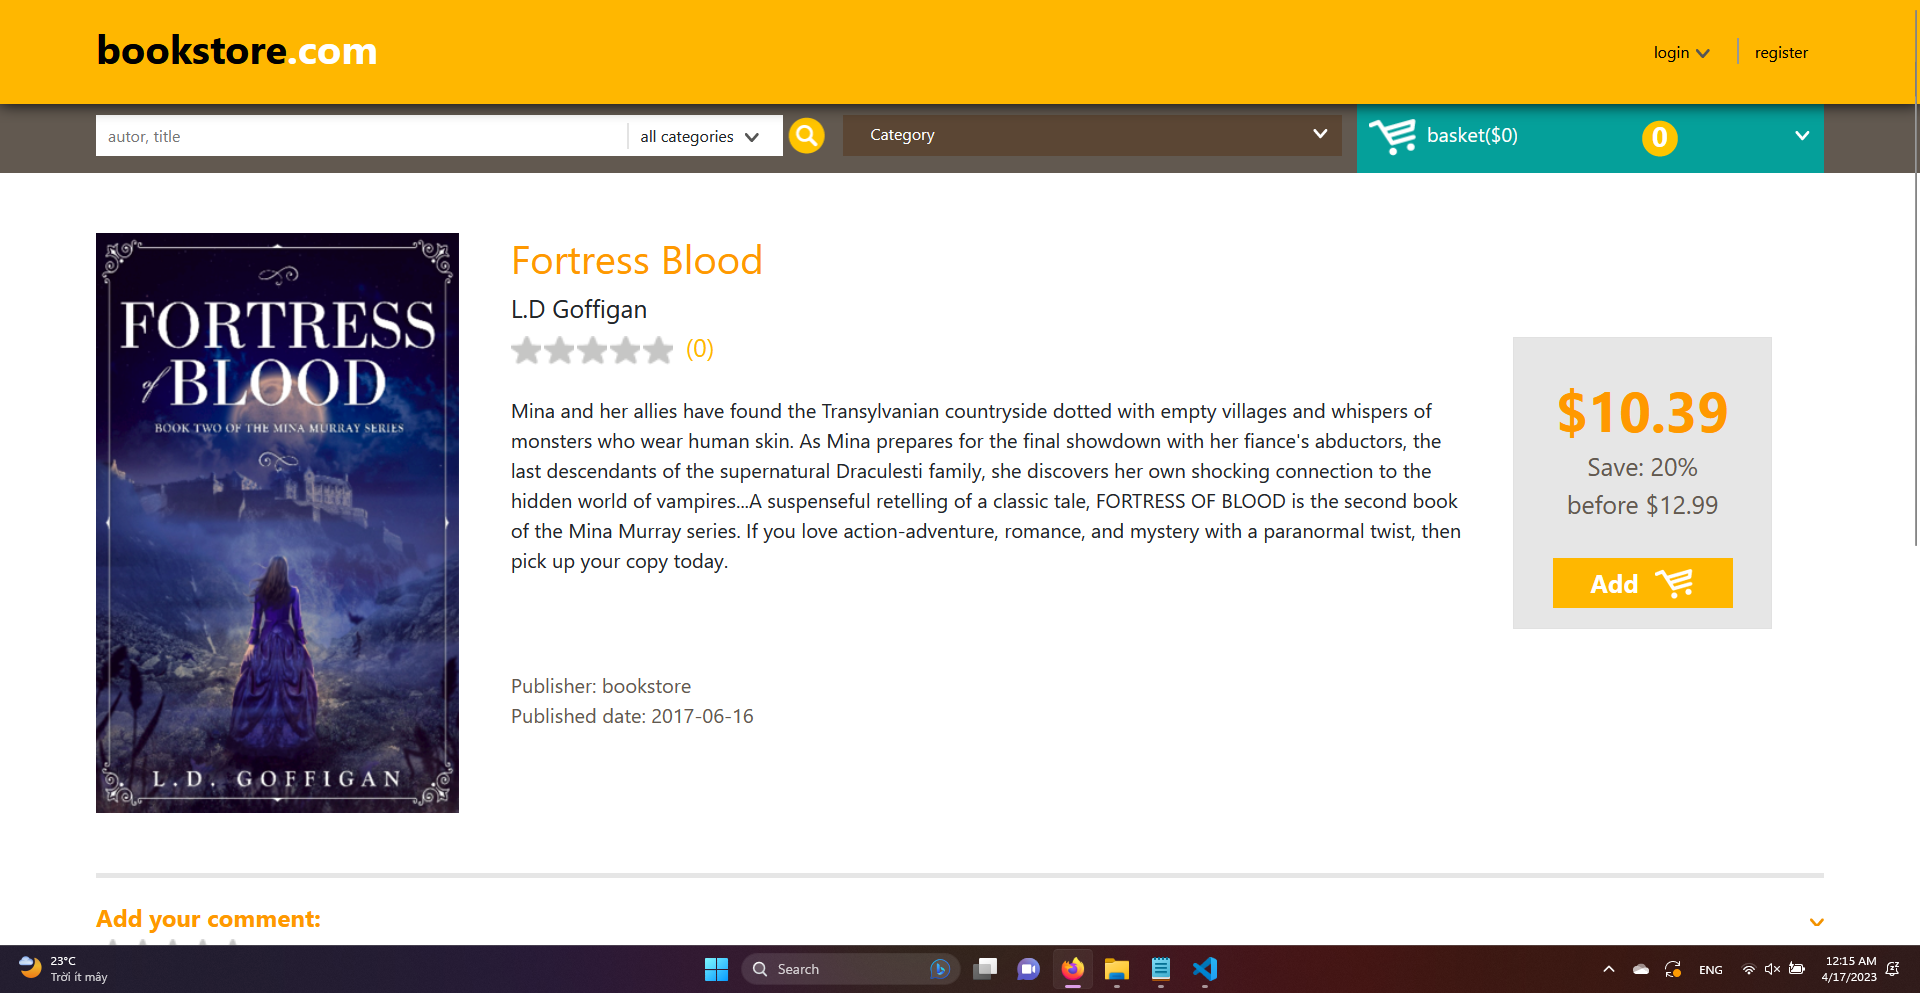 bookstore.com
login
register
autor, title
all categories
Category
basket($0)
0
FORTRESS
of BLOOD
BOOK TWO OF THE MINA MURRAY SERIES
L.D. GOFFIGAN
Fortress Blood
L.D Goffigan
(0)
Mina and her allies have found the Transylvanian countryside dotted with empty villages and whispers of
monsters who wear human skin. As Mina prepares for the final showdown with her fiance's abductors, the
last descendants of the supernatural Draculesti family, she discovers her own shocking connection to the
hidden world of vampires...A suspenseful retelling of a classic tale, FORTRESS OF BLOOD is the second book
of the Mina Murray series. If you love action-adventure, romance, and mystery with a paranormal twist, then
pick up your copy today.
Publisher: bookstore
Published date: 2017-06-16
$10.39
Save: 20%
before $12.99
Add
Add your comment:
23°C
Trời ít mây
Search
ENG
12:15 AM
4/17/2023